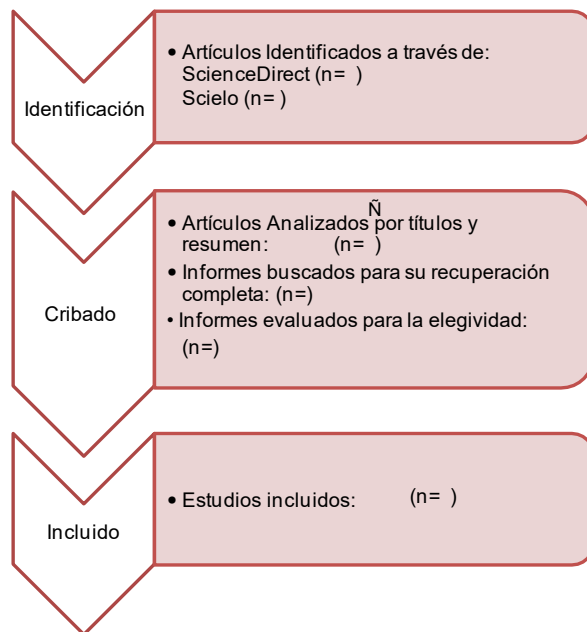 Identificación
• Artículos Identificados a través de:
ScienceDirect (n= )
Scielo (n= )
Cribado
Ñ
• Artículos Analizados por títulos y
resumen: (n= )
• Informes buscados para su recuperación
completa: (n=)
• Informes evaluados para la elegividad:
(n=)
Incluido
• Estudios incluidos: (n= )